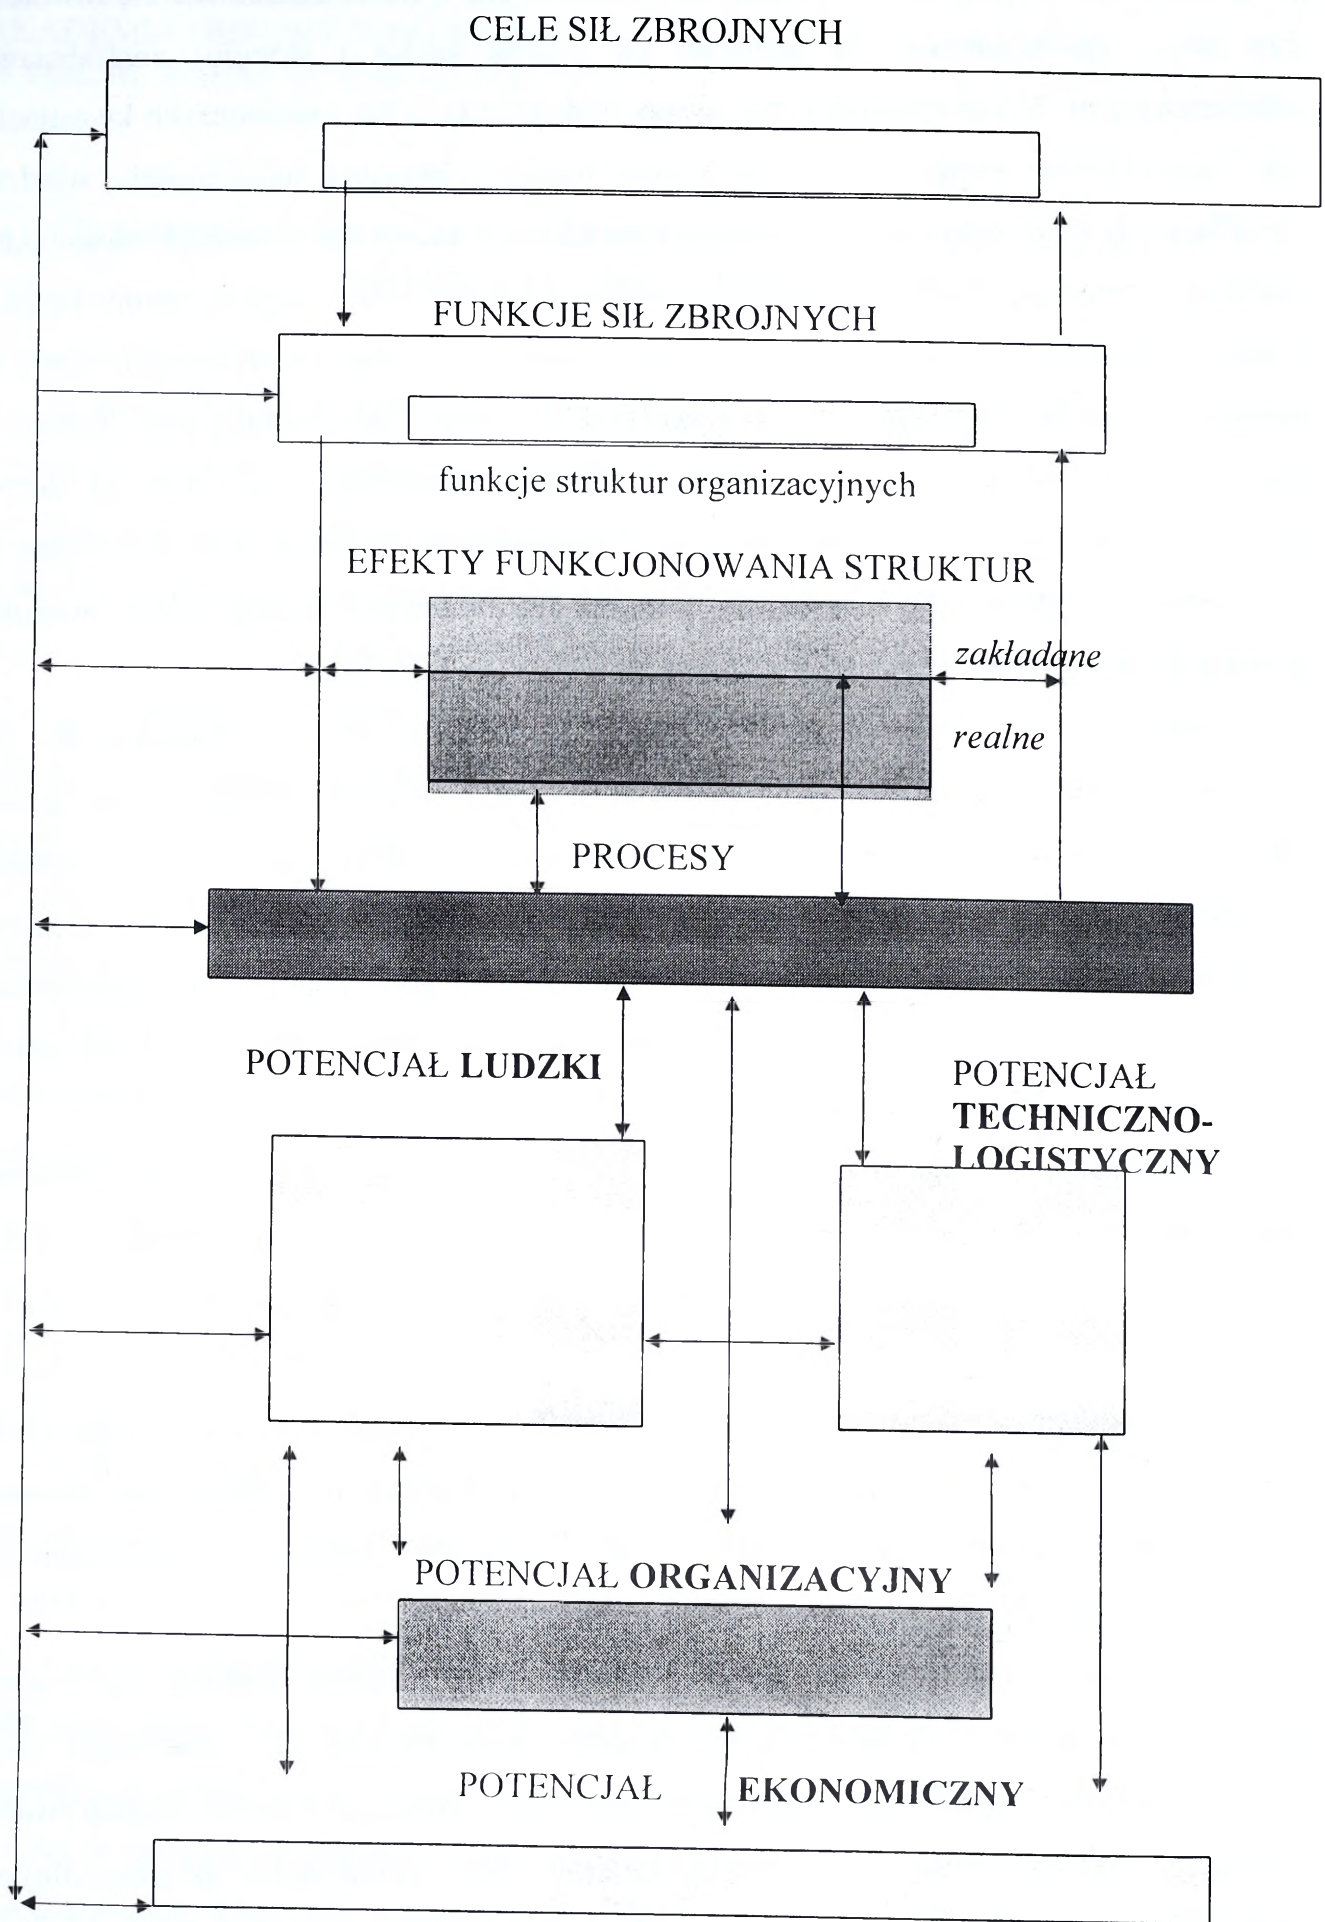 CELE SIŁ ZBROJNYCH
FUNKCJE SIŁ ZBROJNYCH
funkcje struktur organizacyjnych
EFEKTY FUNKCJONOWANIA STRUKTUR
zakładane
realne
PROCESY
POTENCJAŁ LUDZKI
POTENCJAŁ
TECHNICZNO-
LOGISTYCZNY
POTENCJAŁ ORGANIZACYJNY
POTENCJAŁ EKONOMICZNY